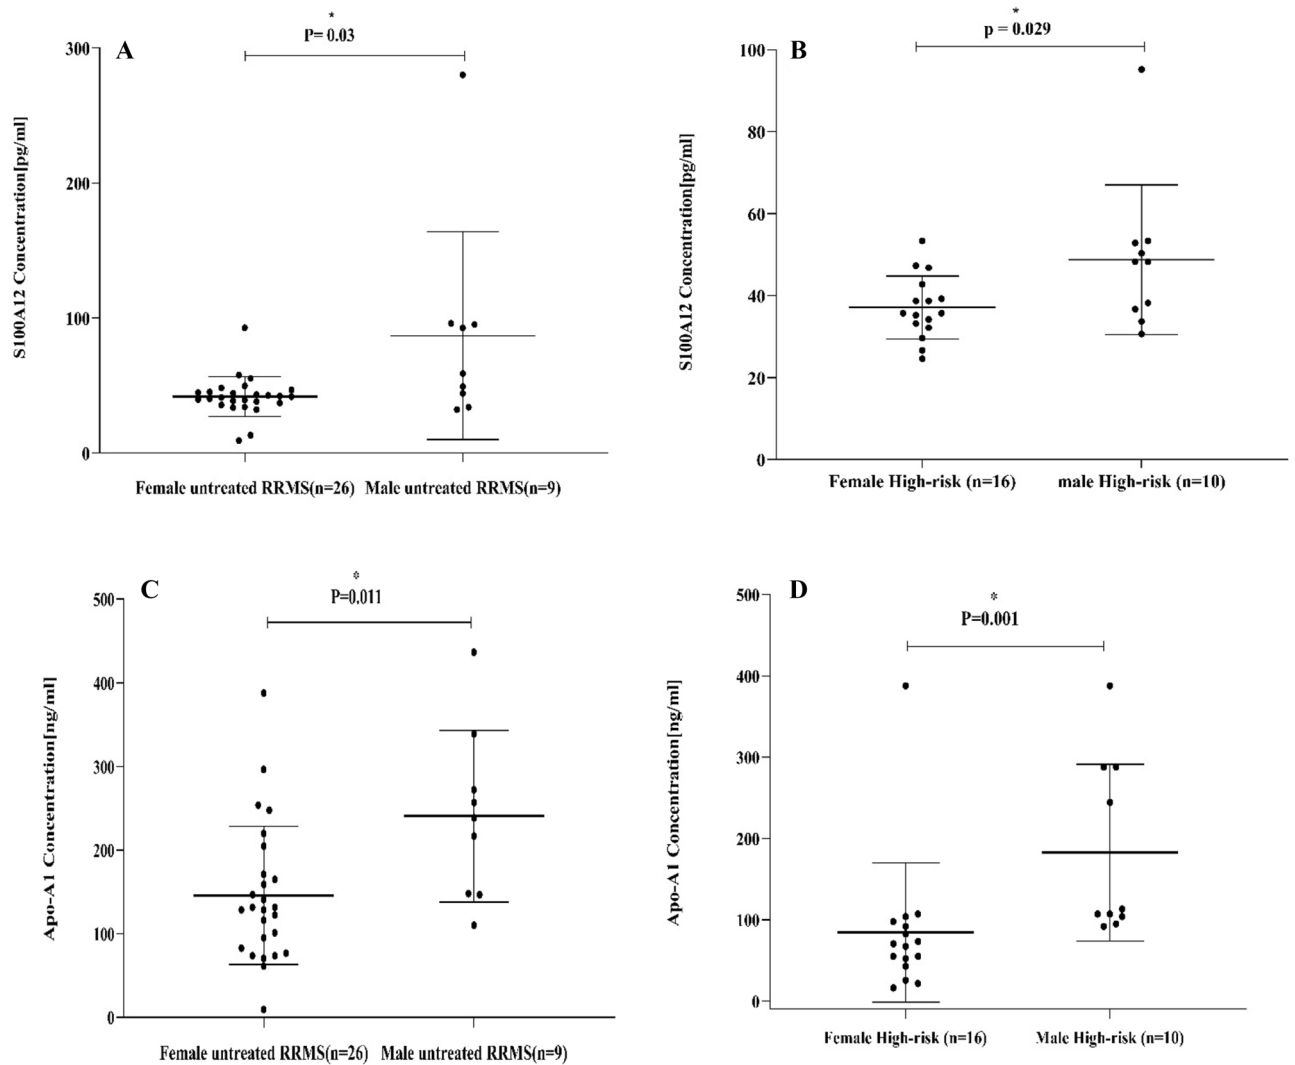 A
*
P= 0.03
300
200
100
0
S100A12 Concentration[pg/ml]
Female untreated RRMS(n=26) Male untreated RRMS(n=9)
B
*
p = 0.029
100
80
60
40
20
0
S100A12 Concentration[pg/ml]
Female High-risk (n=16) male High-risk (n=10)
C
*
P=0.011
500
400
300
200
100
0
Apo-A1 Concentration[ng/ml]
Female untreated RRMS(n=26) Male untreated RRMS(n=9)
D
*
P=0.001
500
400
300
200
100
0
Apo-A1 Concentration[ng/ml]
Female High-risk (n=16) Male High-risk (n=10)